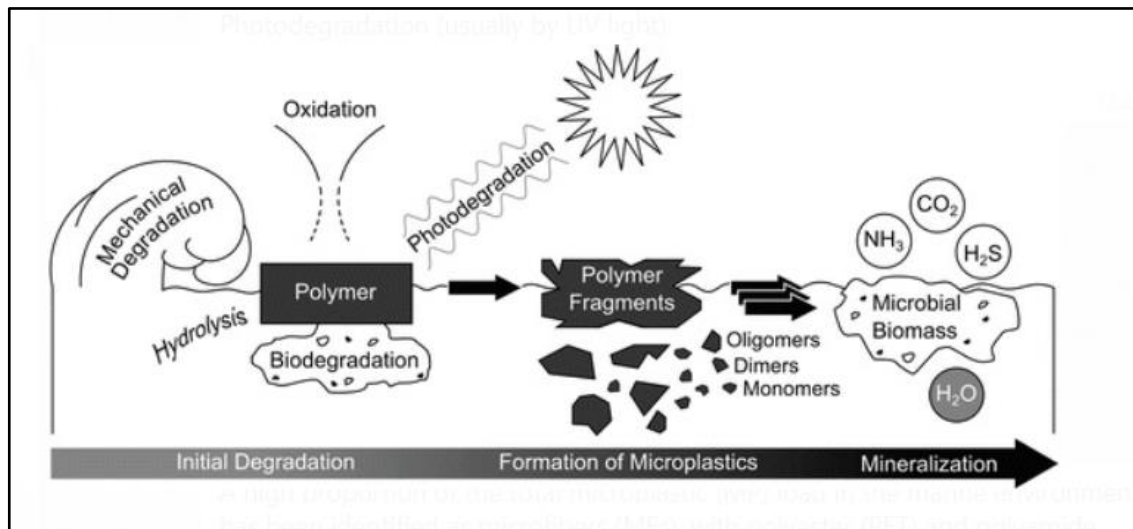 Photodegradation (usually by UV light)
Oxidation
Mechanical
Degradation
Photodegradation
Hydrolysis
Polymer
Biodegradation
Polymer
Fragments
Oligomers
Dimers
Monomers
CO₂
NH₃
H₂S
Microbial
Biomass
H₂O
Initial Degradation
Formation of Microplastics
Mineralization
A high proportion of the total microplastic (MP) load in the marine environment
has been identified as microfibers (MFs) with polyester (PET) and polyamide